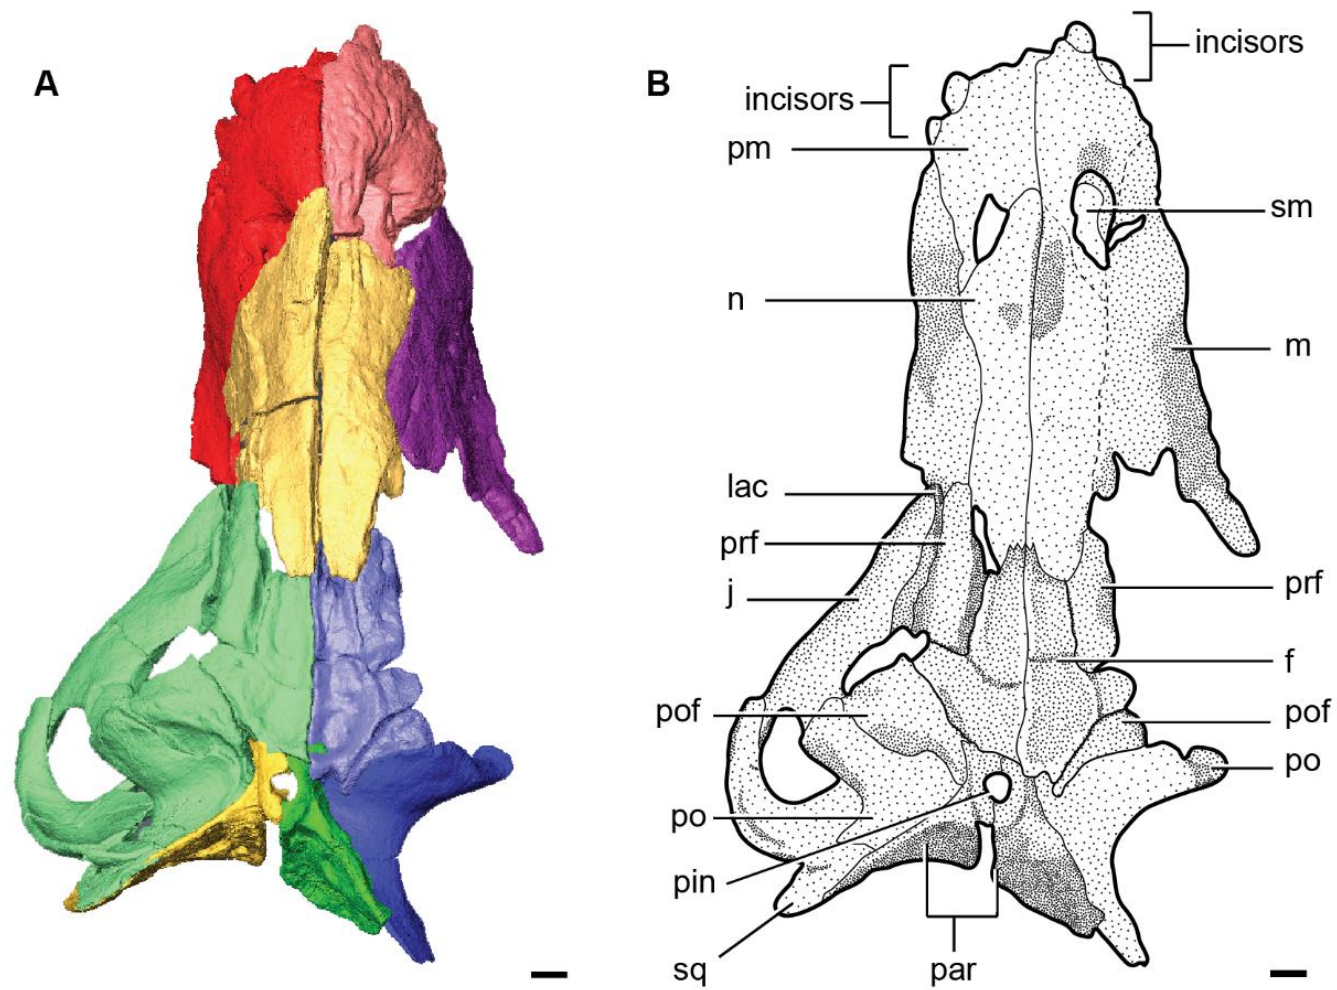 A
B
incisors
incisors
pm
sm
n
m
lac
prf
j
prf
f
pof
pof
po
po
pin
sq
par